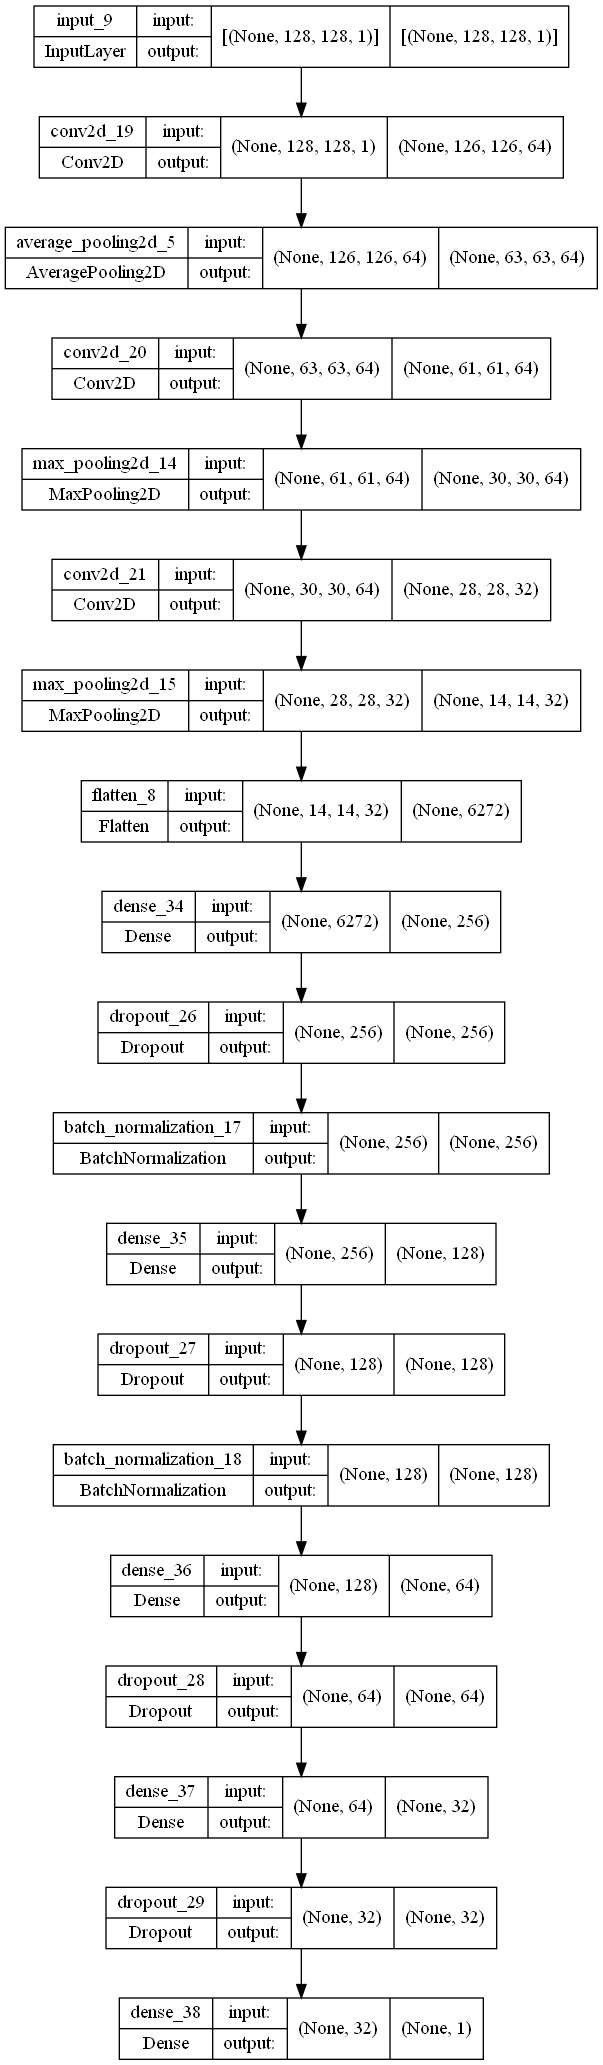 input_9 input: [(None, 128, 128, 1)] [(None, 128, 128, 1)]
InputLayer output:
conv2d_19 input: (None, 128, 128, 1) (None, 126, 126, 64)
Conv2D output:
average_pooling2d_5 input: (None, 126, 126, 64) (None, 63, 63, 64)
AveragePooling2D output:
conv2d_20 input: (None, 63, 63, 64) (None, 61, 61, 64)
Conv2D output:
max_pooling2d_14 input: (None, 61, 61, 64) (None, 30, 30, 64)
MaxPooling2D output:
conv2d_21 input: (None, 30, 30, 64) (None, 28, 28, 32)
Conv2D output:
max_pooling2d_15 input: (None, 28, 28, 32) (None, 14, 14, 32)
MaxPooling2D output:
flatten_8 input: (None, 14, 14, 32) (None, 6272)
Flatten output:
dense_34 input: (None, 6272) (None, 256)
Dense output:
dropout_26 input: (None, 256) (None, 256)
Dropout output:
batch_normalization_17 input: (None, 256) (None, 256)
BatchNormalization output:
dense_35 input: (None, 256) (None, 128)
Dense output:
dropout_27 input: (None, 128) (None, 128)
Dropout output:
batch_normalization_18 input: (None, 128) (None, 128)
BatchNormalization output:
dense_36 input: (None, 128) (None, 64)
Dense output:
dropout_28 input: (None, 64) (None, 64)
Dropout output:
dense_37 input: (None, 64) (None, 32)
Dense output:
dropout_29 input: (None, 32) (None, 32)
Dropout output:
dense_38 input: (None, 32) (None, 1)
Dense output: